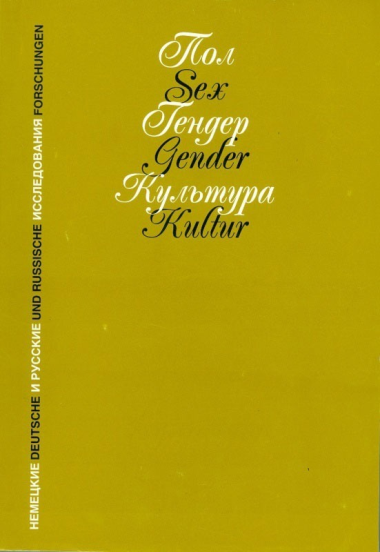 Пол
Sex
Гендер
Gender
Культура
Kultur
НЕМЕЦКИЕ DEUTSCHE И РУССКИЕ UND RUSSISCHE ИССЛЕДОВАНИЯ FORSCHUNGEN